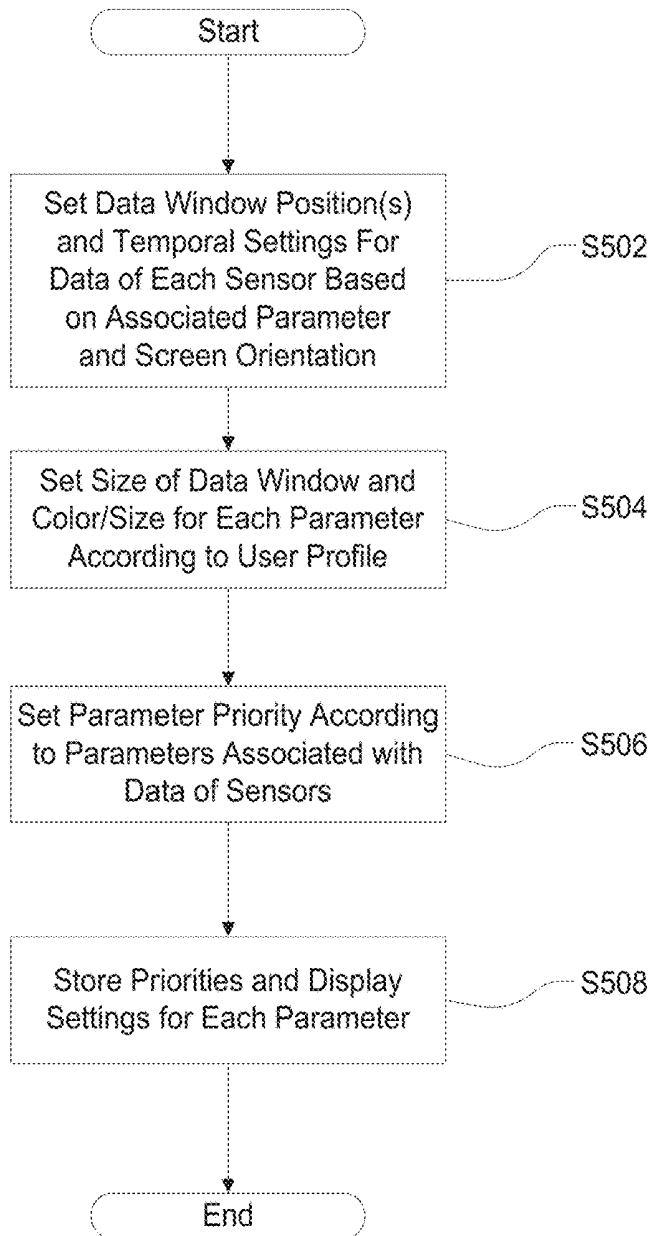 Start
Set Data Window Position(s)
and Temporal Settings For
Data of Each Sensor Based
on Associated Parameter
and Screen Orientation
S502
Set Size of Data Window and
Color/Size for Each Parameter
According to User Profile
S504
Set Parameter Priority According
to Parameters Associated with
Data of Sensors
S506
Store Priorities and Display
Settings for Each Parameter
S508
End